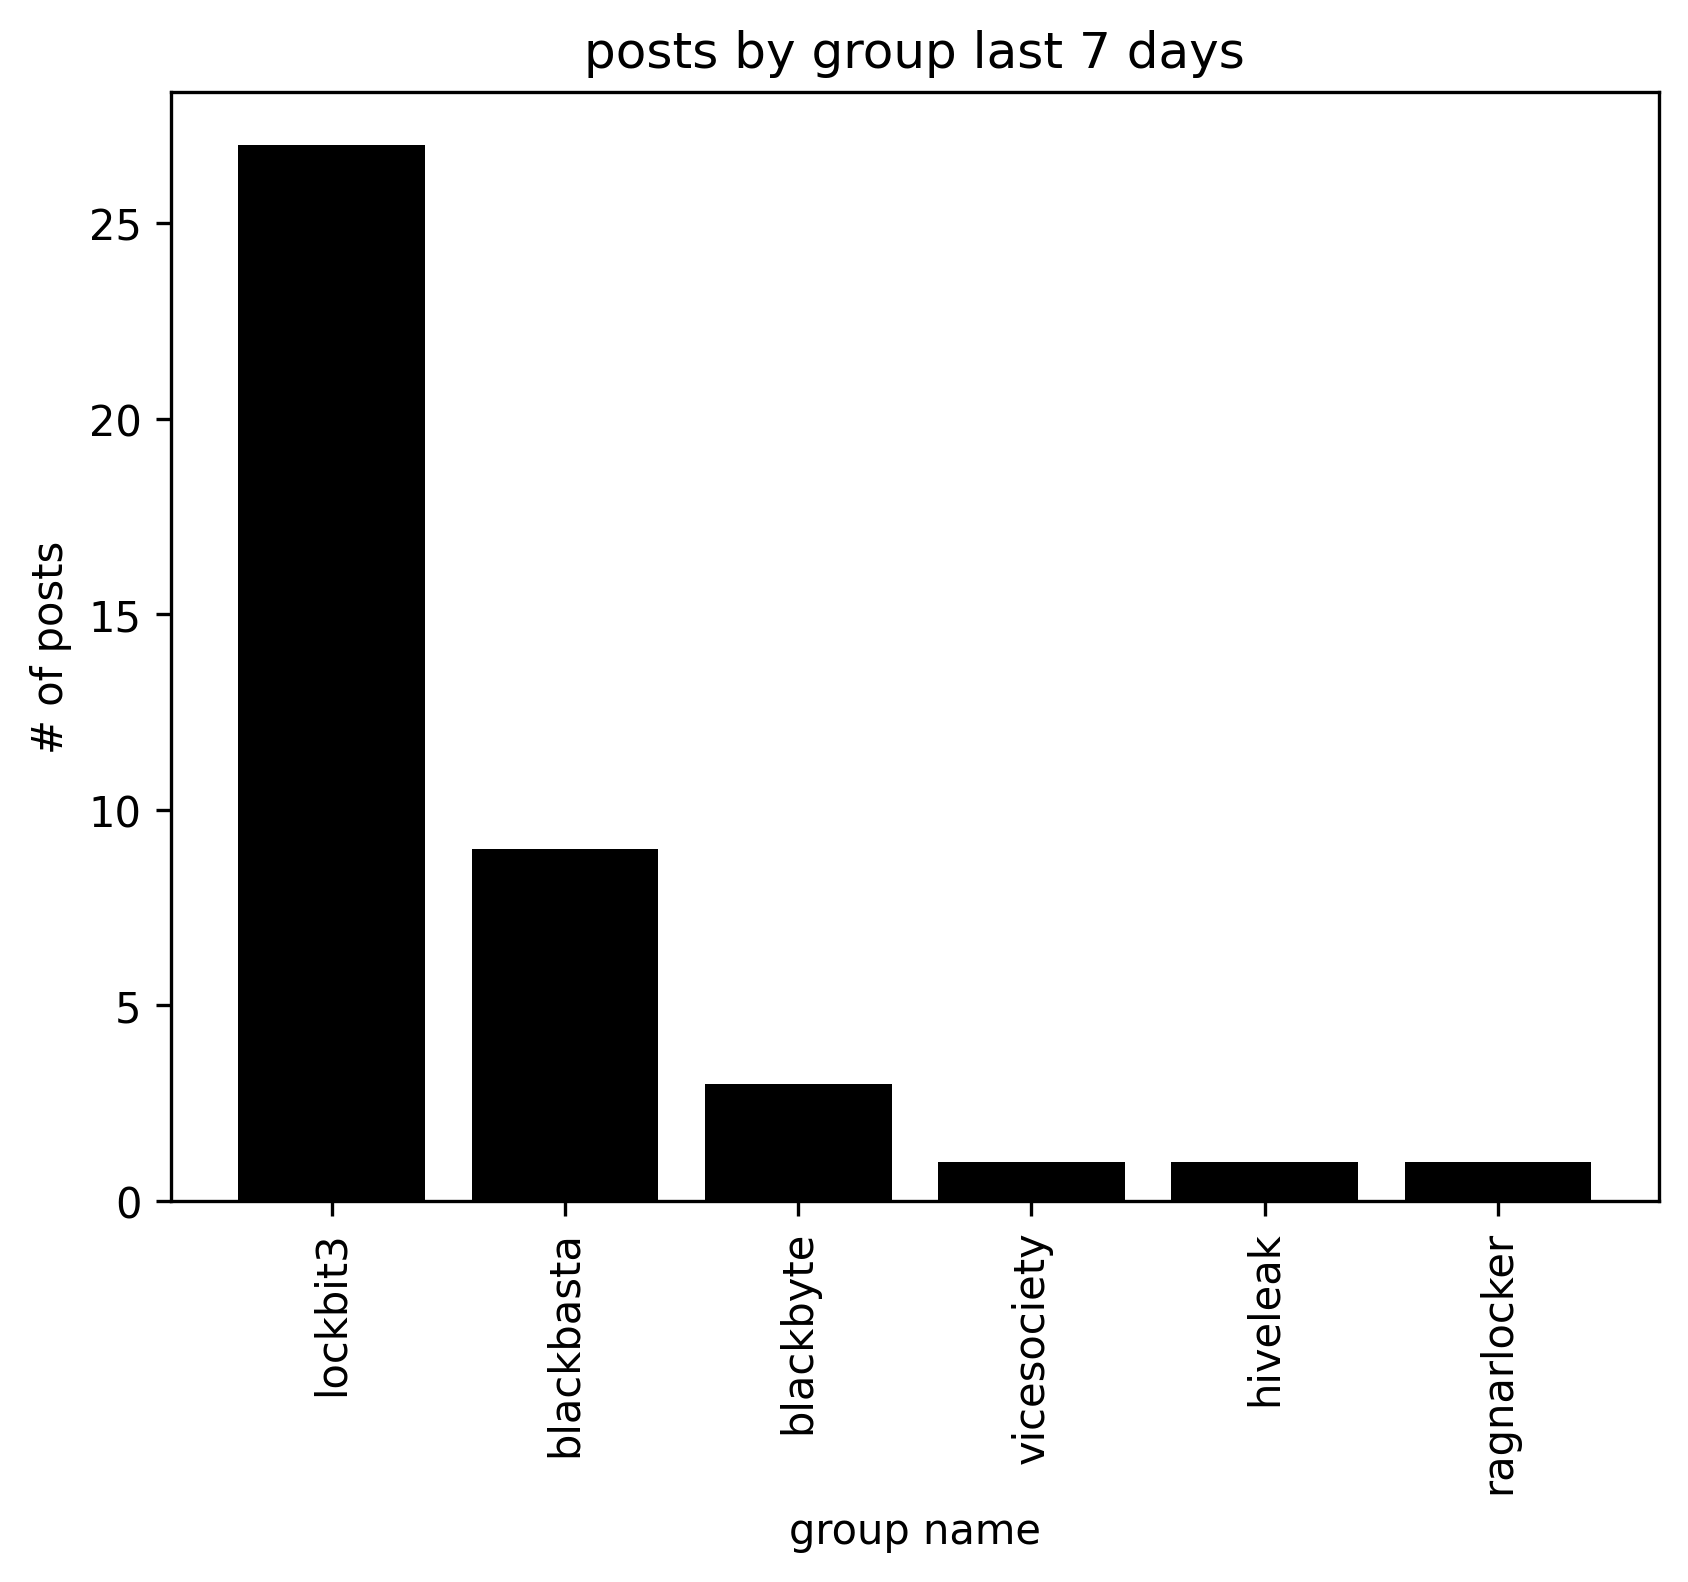 posts by group last 7 days
# of posts
25
20
15
10
5
0
lockbit3
blackbasta
blackbyte
vicesociety
hiveleak
ragnarlocker
group name